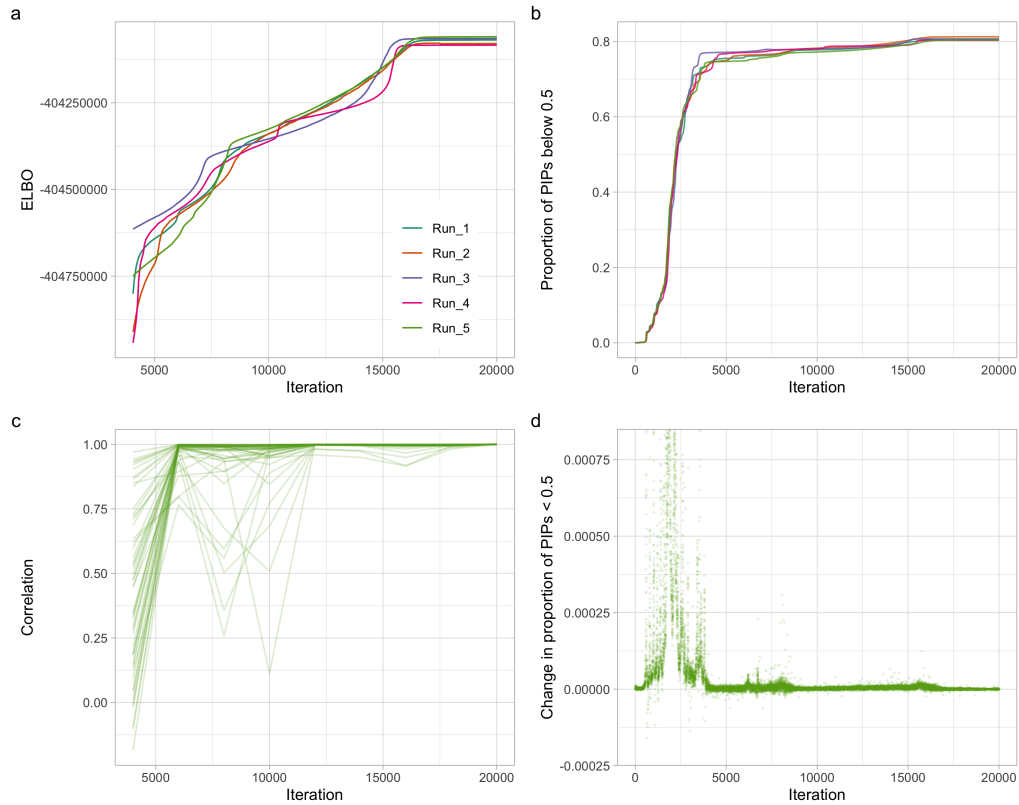 a
ELBO
-404250000
-404500000
-404750000
Run_1
Run_2
Run_3
Run_4
Run_5
5000 10000 15000 20000
Iteration
b
Proportion of PIPs below 0.5
0.8
0.6
0.4
0.2
0.0
0 5000 10000 15000 20000
Iteration
c
Correlation
1.00
0.75
0.50
0.25
0.00
5000 10000 15000 20000
Iteration
d
Change in proportion of PIPs < 0.5
0.00075
0.00050
0.00025
0.00000
-0.00025
0 5000 10000 15000 20000
Iteration